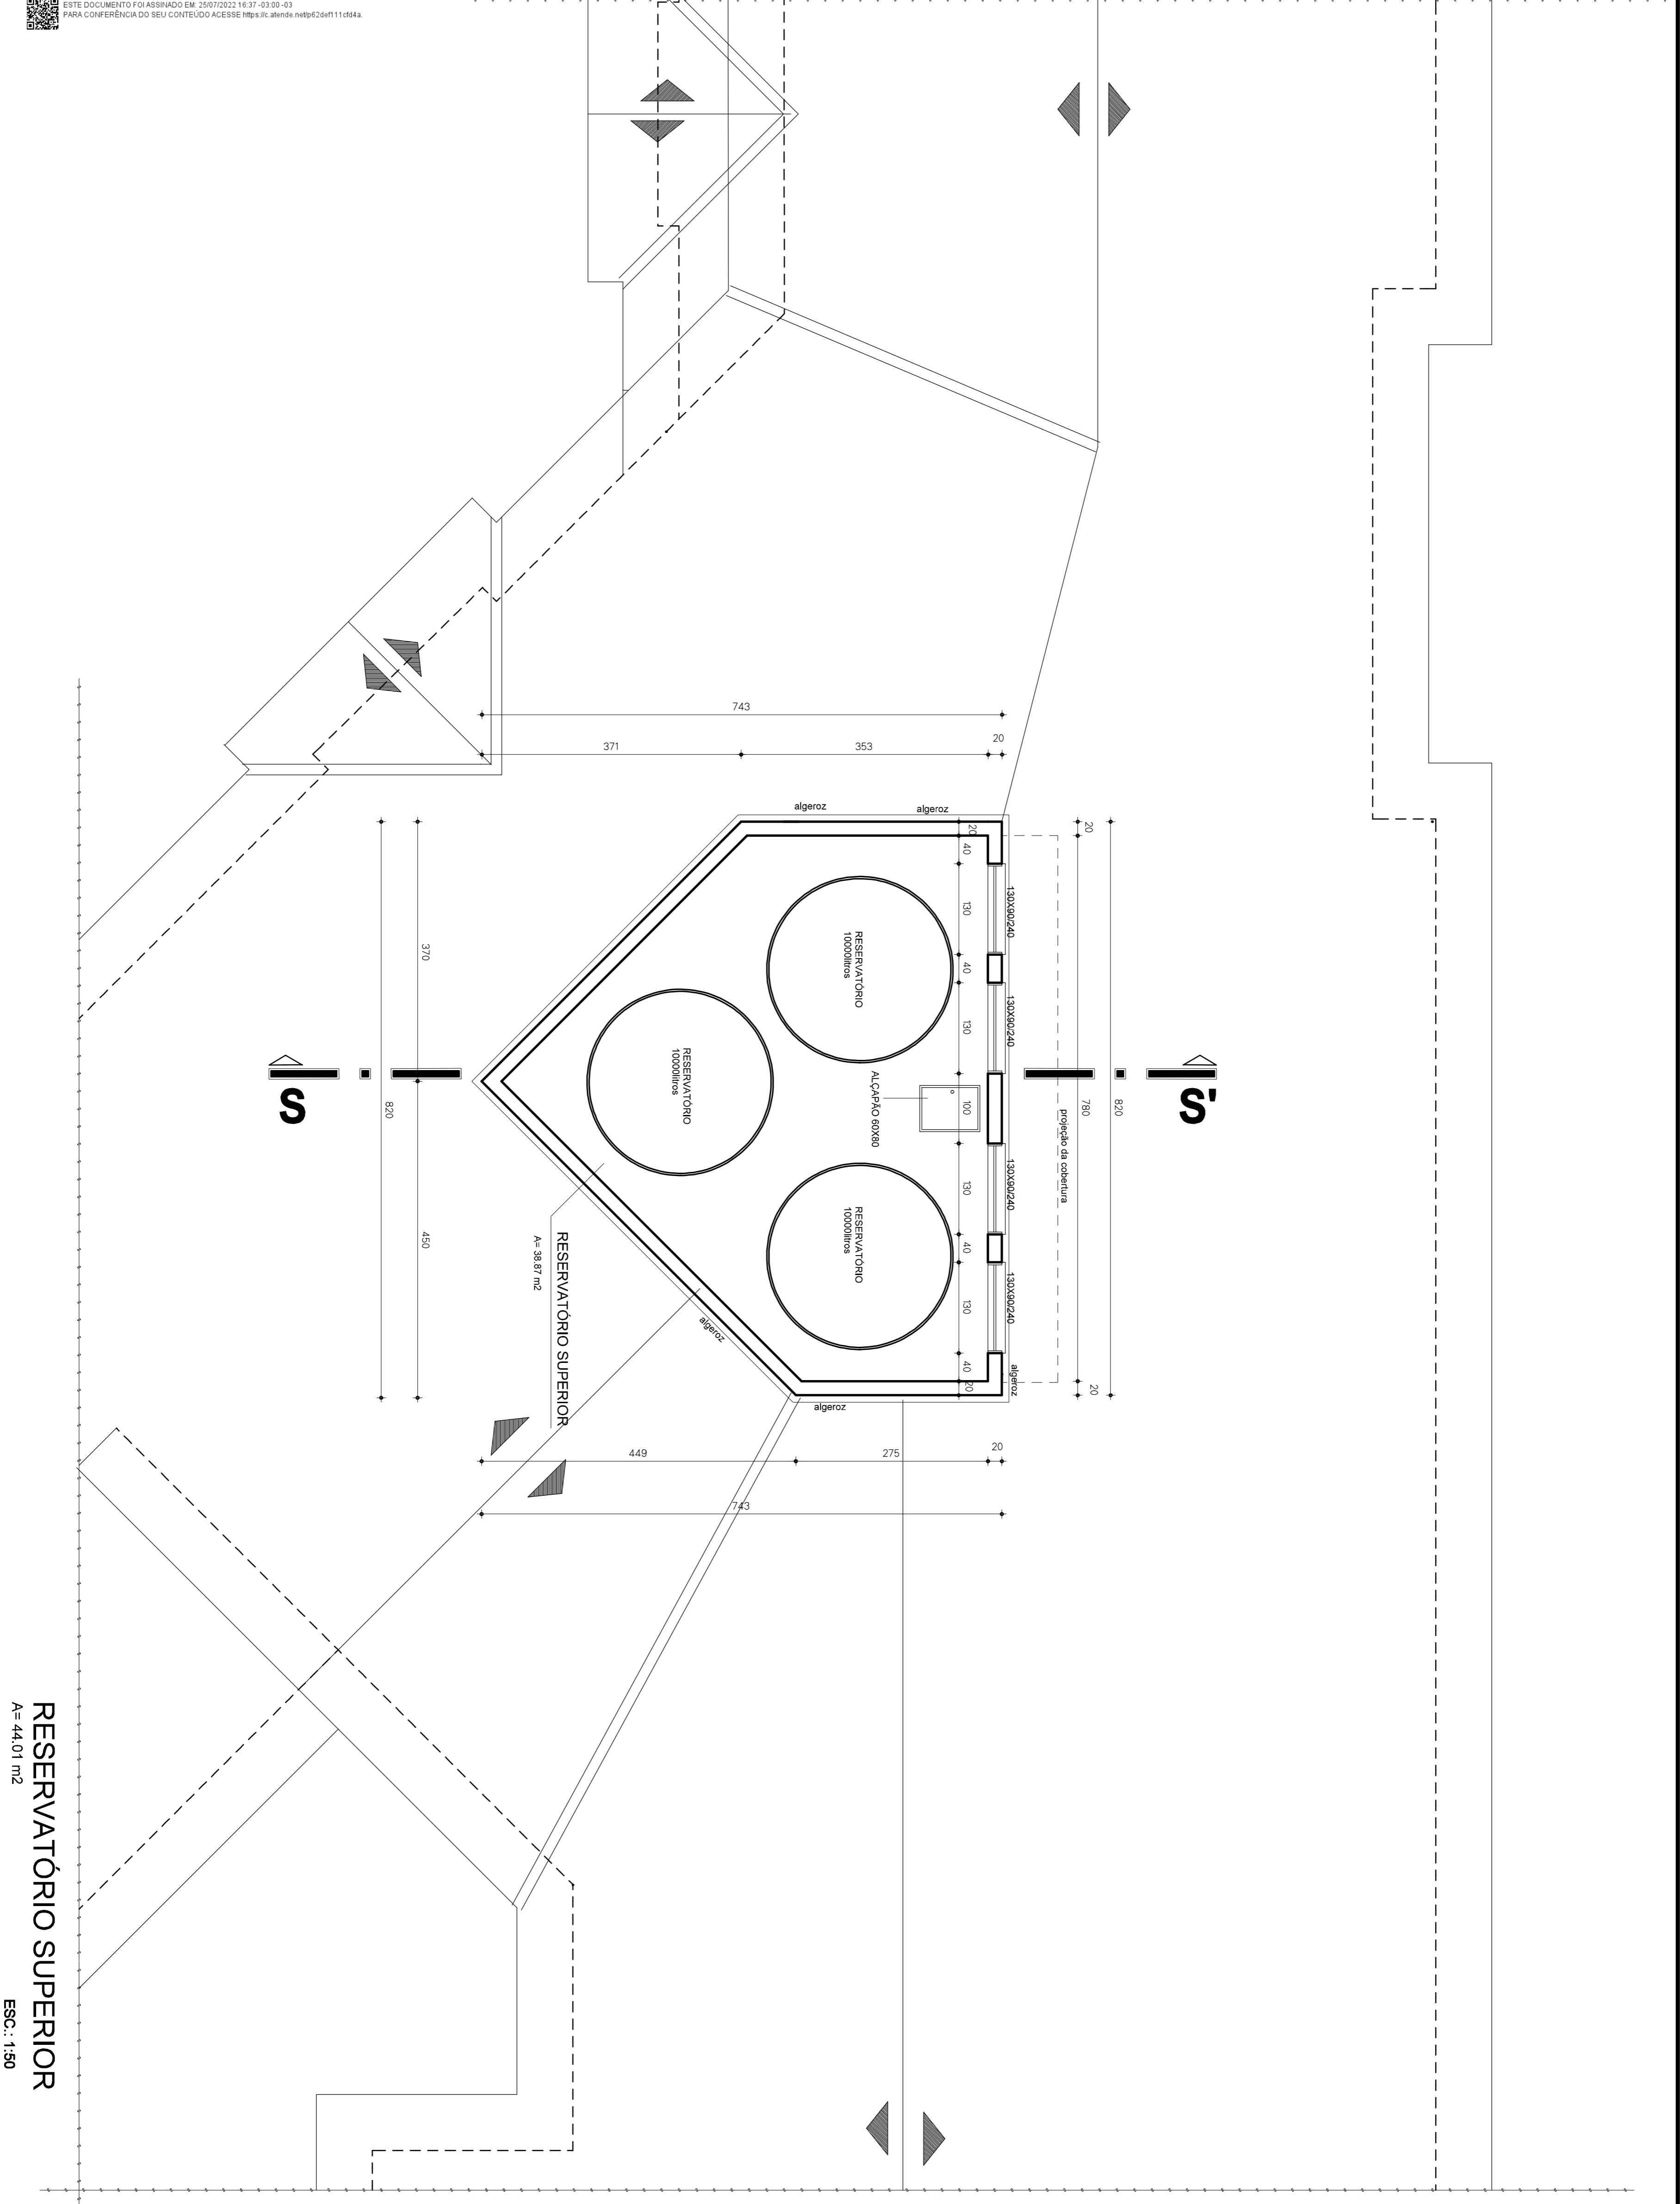 ESTE DOCUMENTO FOI ASSINADO EM: 25/07/2022 16:37 -03:00 -03
PARA CONFERÊNCIA DO SEU CONTEÚDO ACESSE https://c.atende.net/p62def111cfd4a.
743
371
353
20
algeroz
algeroz
20
40
130
40
130
100
130
40
130
40
20
130X90/240
130X90/240
130X90/240
130X90/240
20
780
20
820
projeção da cobertura
RESERVATÓRIO
10000litros
RESERVATÓRIO
10000litros
RESERVATÓRIO
10000litros
ALÇAPÃO 60X80
370
450
820
S
S'
RESERVATÓRIO SUPERIOR
A= 38.87 m2
algeroz
algeroz
algeroz
449
275
20
743
RESERVATÓRIO SUPERIOR
A= 44.01 m2
ESC.: 1:50